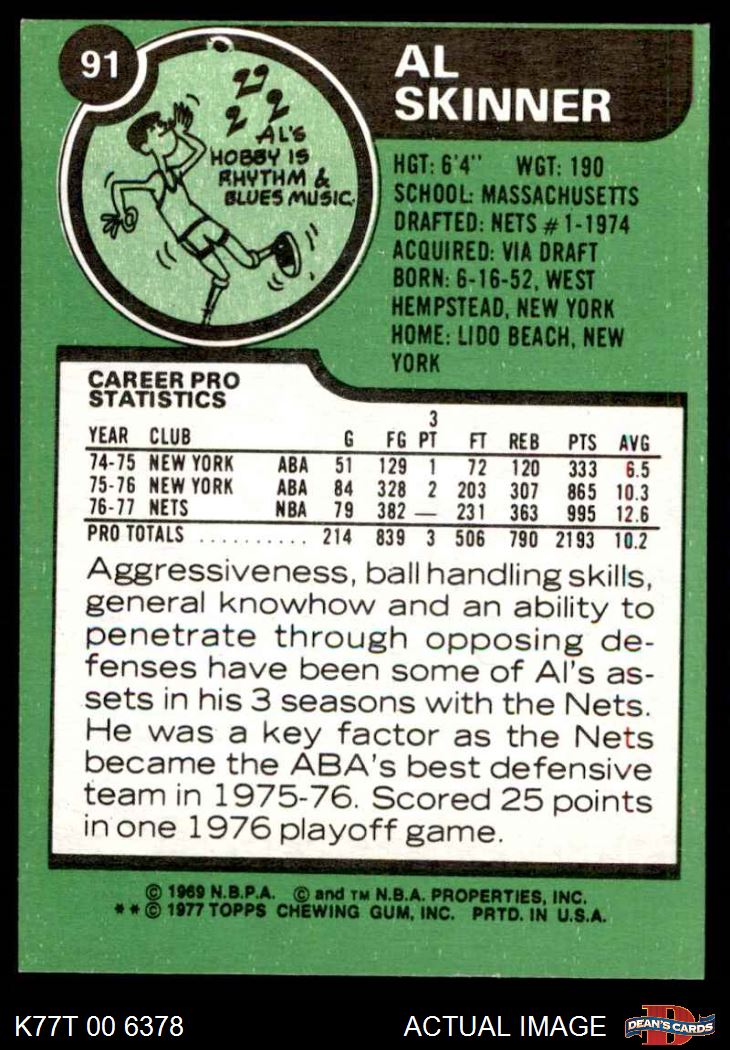 91
AL
SKINNER
AL'S
HOBBY IS
RHYTHM &
BLUES MUSIC.
HGT: 6'4" WGT: 190
SCHOOL: MASSACHUSETTS
DRAFTED: NETS #1-1974
ACQUIRED: VIA DRAFT
BORN: 6-16-52, WEST
HEMPSTEAD, NEW YORK
HOME: LIDO BEACH, NEW
YORK
CAREER PRO
STATISTICS
YEAR CLUB G FG 3 PT FT REB PTS AVG
74-75 NEW YORK ABA 51 129 1 72 120 333 6.5
75-76 NEW YORK ABA 84 328 2 203 307 865 10.3
76-77 NETS NBA 79 382 — 231 363 995 12.6
PRO TOTALS .......... 214 839 3 506 790 2193 10.2
Aggressiveness, ball handling skills,
general knowhow and an ability to
penetrate through opposing de-
fenses have been some of Al's as-
sets in his 3 seasons with the Nets.
He was a key factor as the Nets
became the ABA's best defensive
team in 1975-76. Scored 25 points
in one 1976 playoff game.
© 1969 N.B.P.A. © and TM N.B.A. PROPERTIES, INC.
** © 1977 TOPPS CHEWING GUM, INC. PRTD. IN U.S.A.
K77T 00 6378 ACTUAL IMAGE D DEAN'S CARDS